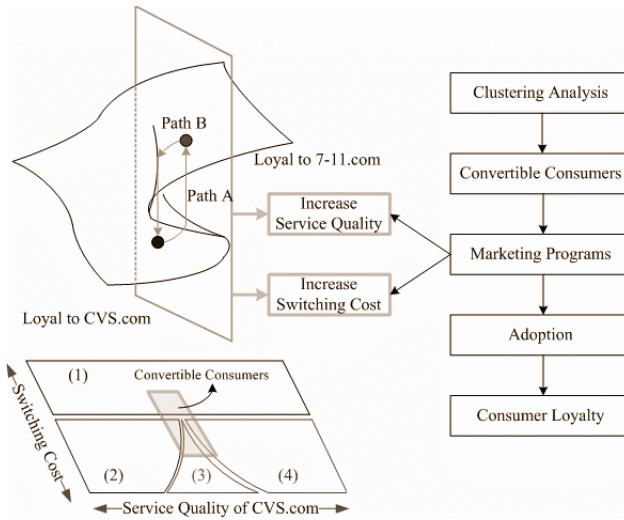 Path B
Path A
Loyal to 7-11.com
Loyal to CVS.com
Increase
Service Quality
Increase
Switching Cost
Clustering Analysis
Convertible Consumers
Marketing Programs
Adoption
Consumer Loyalty
Switching Cost
(1)
Convertible Consumers
(2)
(3)
(4)
Service Quality of CVS.com